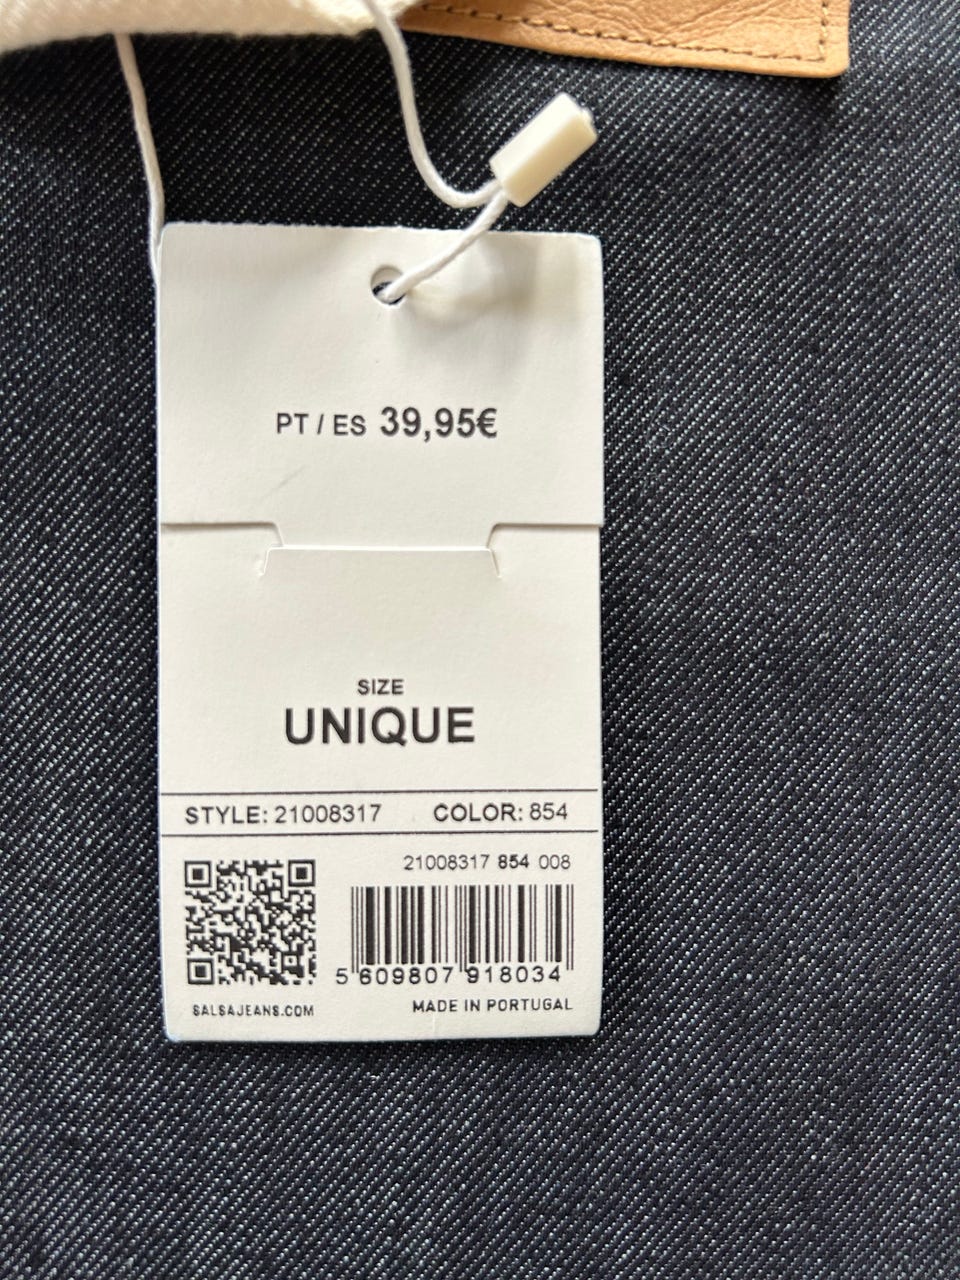 PT / ES 39,95€
SIZE
UNIQUE
STYLE: 21008317 COLOR: 854
21008317 854 008
5 609807 918034
SALSAJEANS.COM MADE IN PORTUGAL